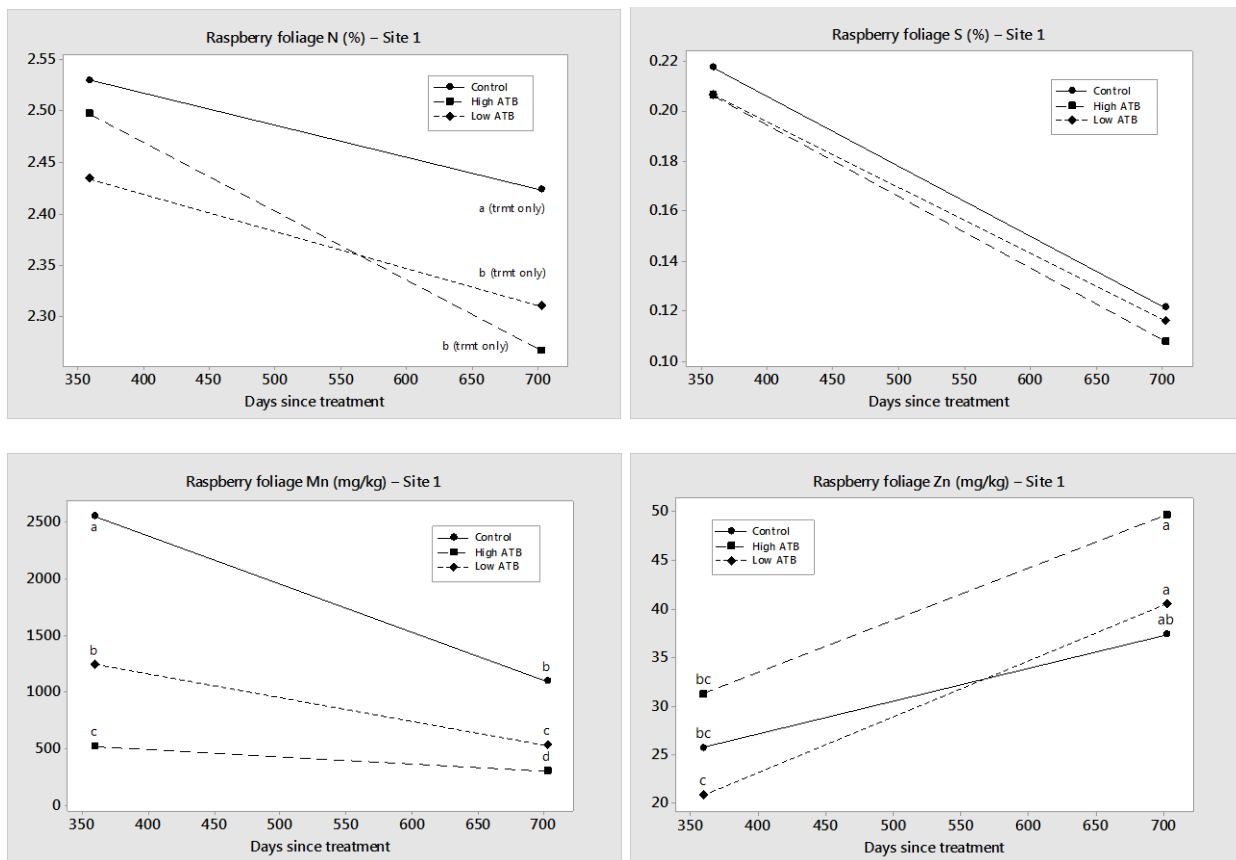 Raspberry foliage N (%) – Site 1
2.55
2.50
2.45
2.40
2.35
2.30
Control
High ATB
Low ATB
a (trmt only)
b (trmt only)
b (trmt only)
350 400 450 500 550 600 650 700
Days since treatment
Raspberry foliage S (%) – Site 1
0.22
0.20
0.18
0.16
0.14
0.12
0.10
Control
High ATB
Low ATB
350 400 450 500 550 600 650 700
Days since treatment
Raspberry foliage Mn (mg/kg) – Site 1
2500
2000
1500
1000
500
0
Control
High ATB
Low ATB
a
b
b
c
c
d
350 400 450 500 550 600 650 700
Days since treatment
Raspberry foliage Zn (mg/kg) – Site 1
50
45
40
35
30
25
20
Control
High ATB
Low ATB
a
a
ab
bc
bc
c
350 400 450 500 550 600 650 700
Days since treatment